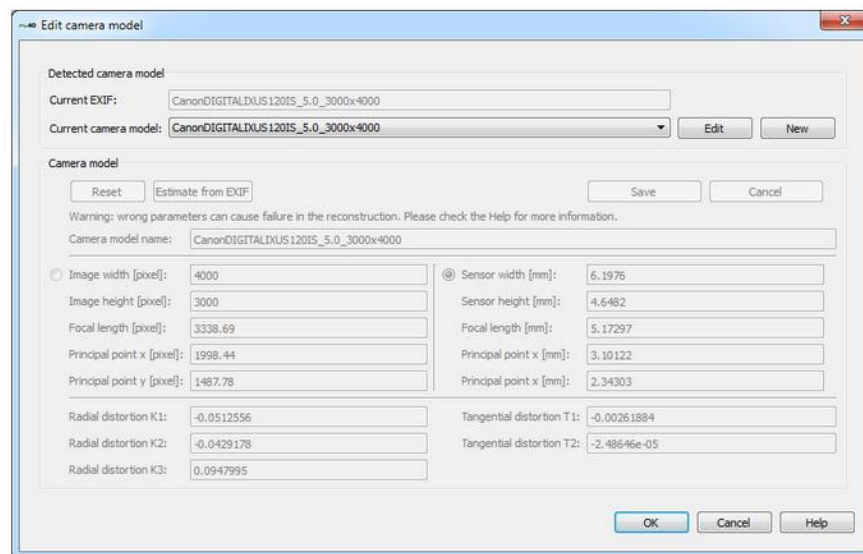 Edit camera model
Detected camera model
Current EXIF: CanonDIGITALIXUS120IS_5.0_3000x4000
Current camera model: CanonDIGITALIXUS120IS_5.0_3000x4000 Edit New
Camera model
Reset Estimate from EXIF Save Cancel
Warning: wrong parameters can cause failure in the reconstruction. Please check the Help for more information.
Camera model name: CanonDIGITALIXUS120IS_5.0_3000x4000
Image width [pixel]: 4000 Sensor width [mm]: 6.1976
Image height [pixel]: 3000 Sensor height [mm]: 4.6482
Focal length [pixel]: 3338.69 Focal length [mm]: 5.17297
Principal point x [pixel]: 1998.44 Principal point x [mm]: 3.10122
Principal point y [pixel]: 1487.78 Principal point x [mm]: 2.34303
Radial distortion K1: -0.0512556 Tangential distortion T1: -0.00261884
Radial distortion K2: -0.0429178 Tangential distortion T2: -2.48646e-05
Radial distortion K3: 0.0947995
OK Cancel Help